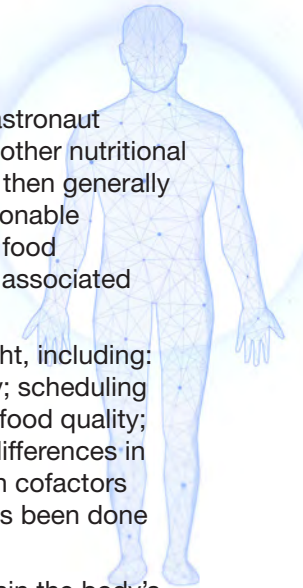 astronaut
other nutritional
then generally
onable
food
associated
ht, including:
; scheduling
food quality;
differences in
n cofactors
s been done
in the body's